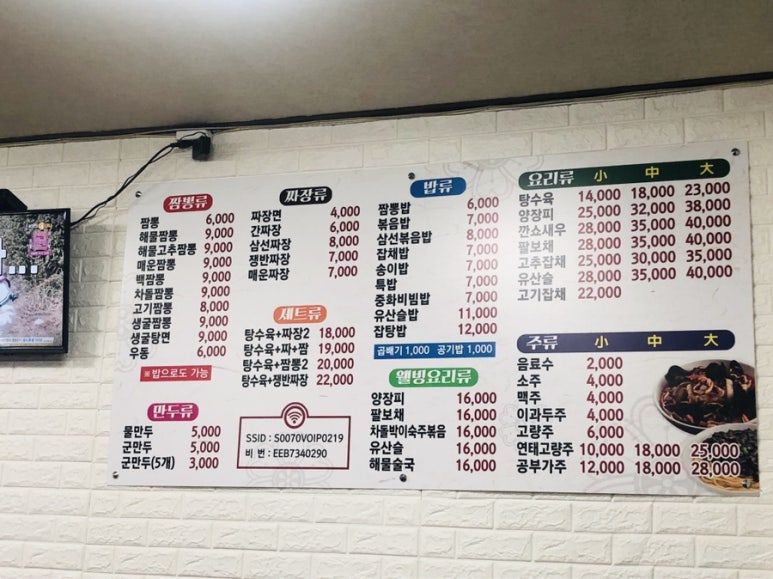 짬뽕류
짬뽕 6,000
해물짬뽕 9,000
해물고추짬뽕 9,000
매운짬뽕 9,000
백짬뽕 9,000
차돌짬뽕 9,000
고기짬뽕 8,000
생굴짬뽕 9,000
생굴탕면 9,000
우동 6,000
※밥으로도 가능
만두류
물만두 5,000
군만두 5,000
군만두(5개) 3,000
짜장류
짜장면 4,000
간짜장 6,000
삼선짜장 8,000
쟁반짜장 7,000
매운짜장 7,000
세트류
탕수육+짜장2 18,000
탕수육+짜+짬 19,000
탕수육+짬뽕2 20,000
탕수육+쟁반짜장 22,000
SSID : S0070VOIP0219
비 번 : EEB7340290
밥류
짬뽕밥 6,000
볶음밥 7,000
삼선볶음밥 8,000
잡채밥 7,000
송이밥 7,000
특밥 7,000
중화비빔밥 7,000
유산슬밥 11,000
잡탕밥 12,000
곱배기 1,000 공기밥 1,000
웰빙요리류
양장피 16,000
팔보채 16,000
차돌박이숙주볶음 16,000
유산슬 16,000
해물술국 16,000
요리류 小 中 大
탕수육 14,000 18,000 23,000
양장피 25,000 32,000 38,000
깐쇼새우 28,000 35,000 40,000
팔보채 28,000 35,000 40,000
고추잡채 25,000 30,000 35,000
유산슬 28,000 35,000 40,000
고기잡채 22,000
주류 小 中 大
음료수 2,000
소주 4,000
맥주 4,000
이과두주 4,000
고량주 6,000
연태고량주 10,000 18,000 25,000
공부가주 12,000 18,000 28,000